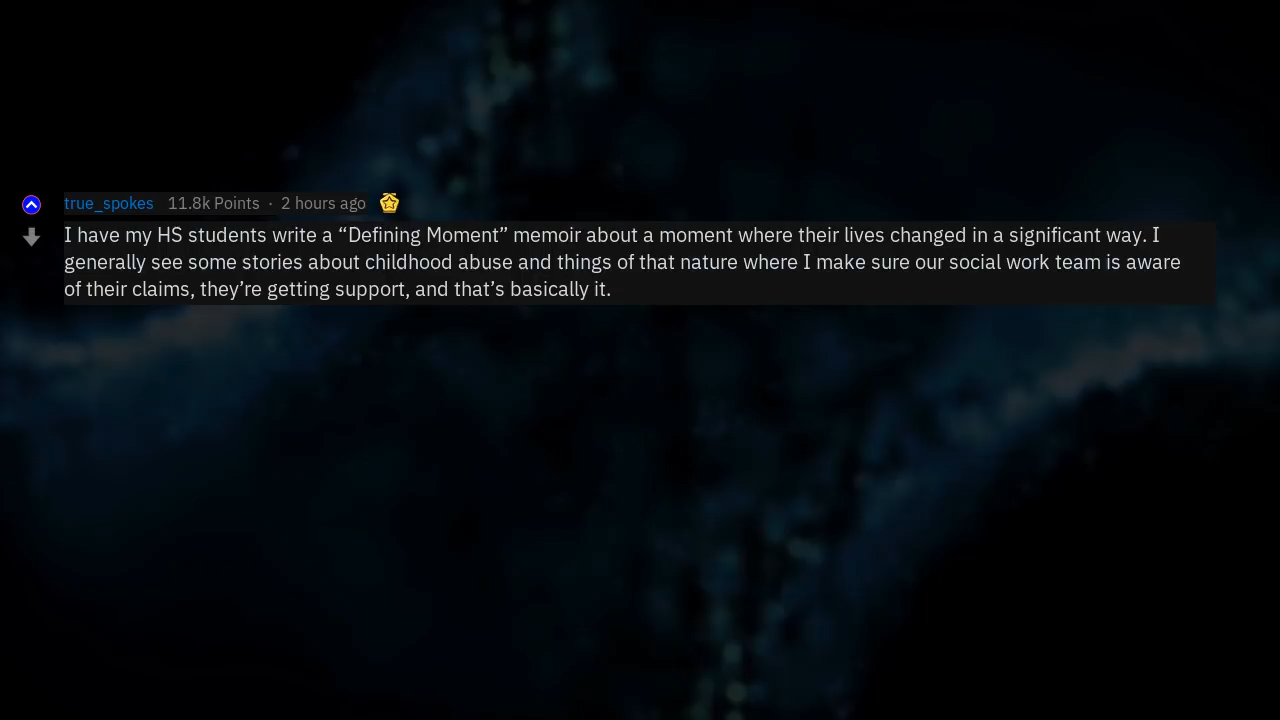 true_spokes 11.8k Points · 2 hours ago
I have my HS students write a “Defining Moment” memoir about a moment where their lives changed in a significant way. I
generally see some stories about childhood abuse and things of that nature where I make sure our social work team is aware
of their claims, they’re getting support, and that’s basically it.